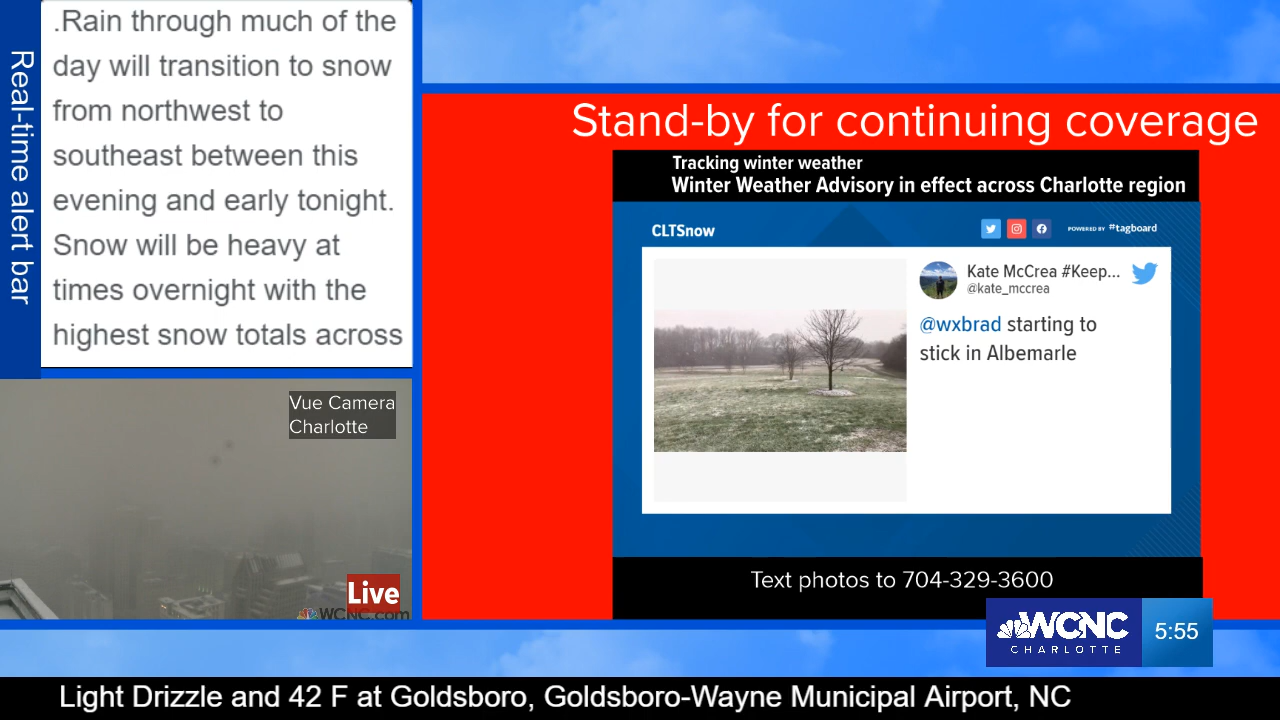 Real-time alert bar
.Rain through much of the
day will transition to snow
from northwest to
southeast between this
evening and early tonight.
Snow will be heavy at
times overnight with the
highest snow totals across
Vue Camera
Charlotte
Live
WCNC.com
Stand-by for continuing coverage
Tracking winter weather
Winter Weather Advisory in effect across Charlotte region
CLTSnow
POWERED BY #tagboard
Kate McCrea #Keep...
@kate_mccrea
@wxbrad starting to
stick in Albemarle
Text photos to 704-329-3600
WCNC
CHARLOTTE
5:55
Light Drizzle and 42 F at Goldsboro, Goldsboro-Wayne Municipal Airport, NC